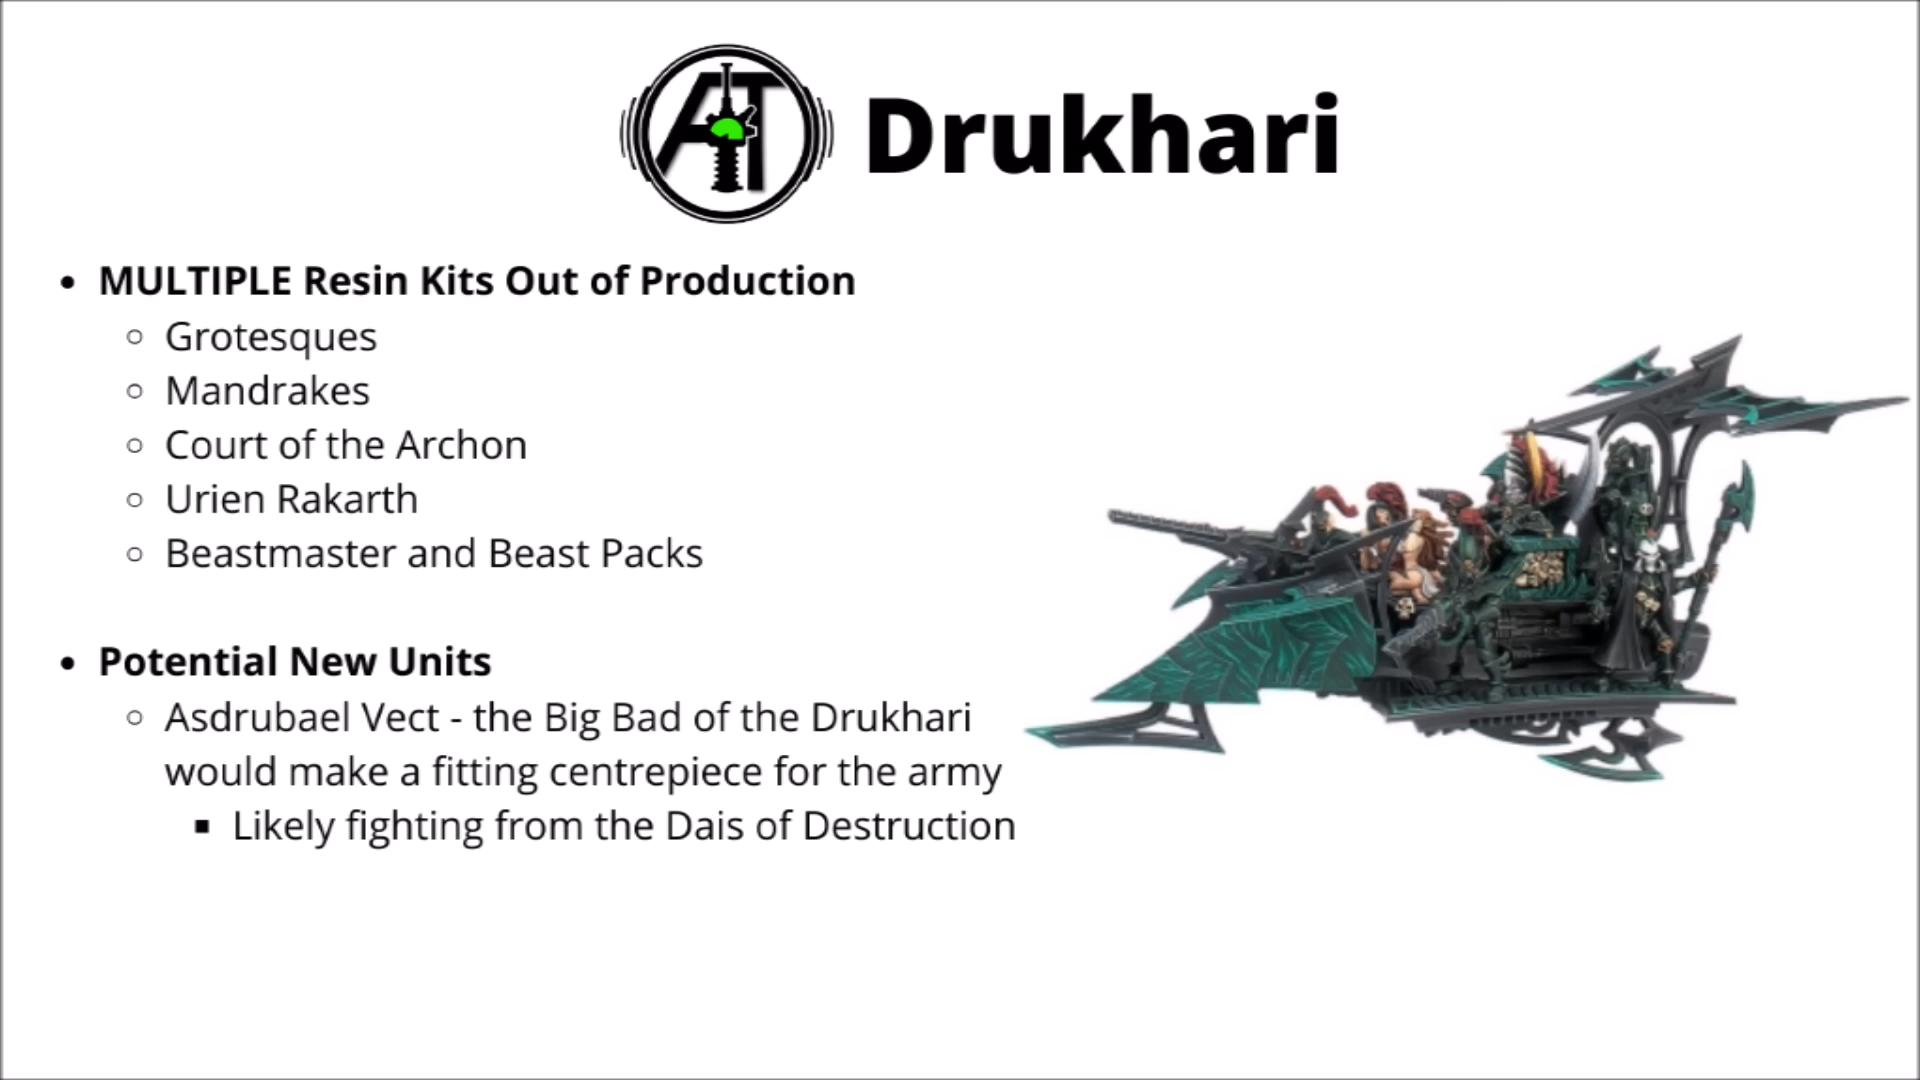 AT
Drukhari
MULTIPLE Resin Kits Out of Production
Grotesques
Mandrakes
Court of the Archon
Urien Rakarth
Beastmaster and Beast Packs
Potential New Units
Asdrubael Vect - the Big Bad of the Drukhari
would make a fitting centrepiece for the army
Likely fighting from the Dais of Destruction